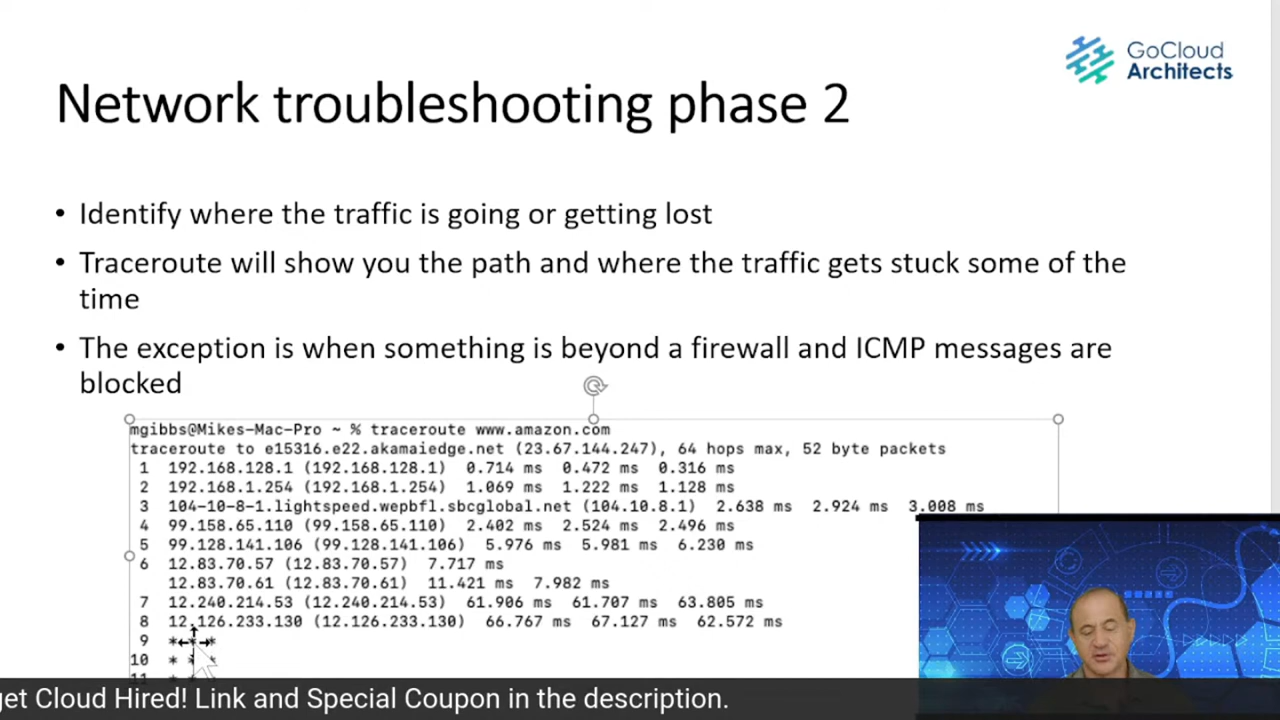 GoCloud
Architects
Network troubleshooting phase 2
• Identify where the traffic is going or getting lost
• Traceroute will show you the path and where the traffic gets stuck some of the
time
• The exception is when something is beyond a firewall and ICMP messages are
blocked
mgibbs@Mikes-Mac-Pro ~ % traceroute www.amazon.com
traceroute to e15316.e22.akamaiedge.net (23.67.144.247), 64 hops max, 52 byte packets
1 192.168.128.1 (192.168.128.1) 0.714 ms 0.472 ms 0.316 ms
2 192.168.1.254 (192.168.1.254) 1.069 ms 1.222 ms 1.128 ms
3 104-10-8-1.lightspeed.wepbfl.sbcglobal.net (104.10.8.1) 2.638 ms 2.924 ms 3.008 ms
4 99.158.65.110 (99.158.65.110) 2.402 ms 2.524 ms 2.496 ms
5 99.128.141.106 (99.128.141.106) 5.976 ms 5.981 ms 6.230 ms
6 12.83.70.57 (12.83.70.57) 7.717 ms
12.83.70.61 (12.83.70.61) 11.421 ms 7.982 ms
7 12.240.214.53 (12.240.214.53) 61.906 ms 61.707 ms 63.805 ms
8 12.126.233.130 (12.126.233.130) 66.767 ms 67.127 ms 62.572 ms
9 * * *
10 * * *
get Cloud Hired! Link and Special Coupon in the description.